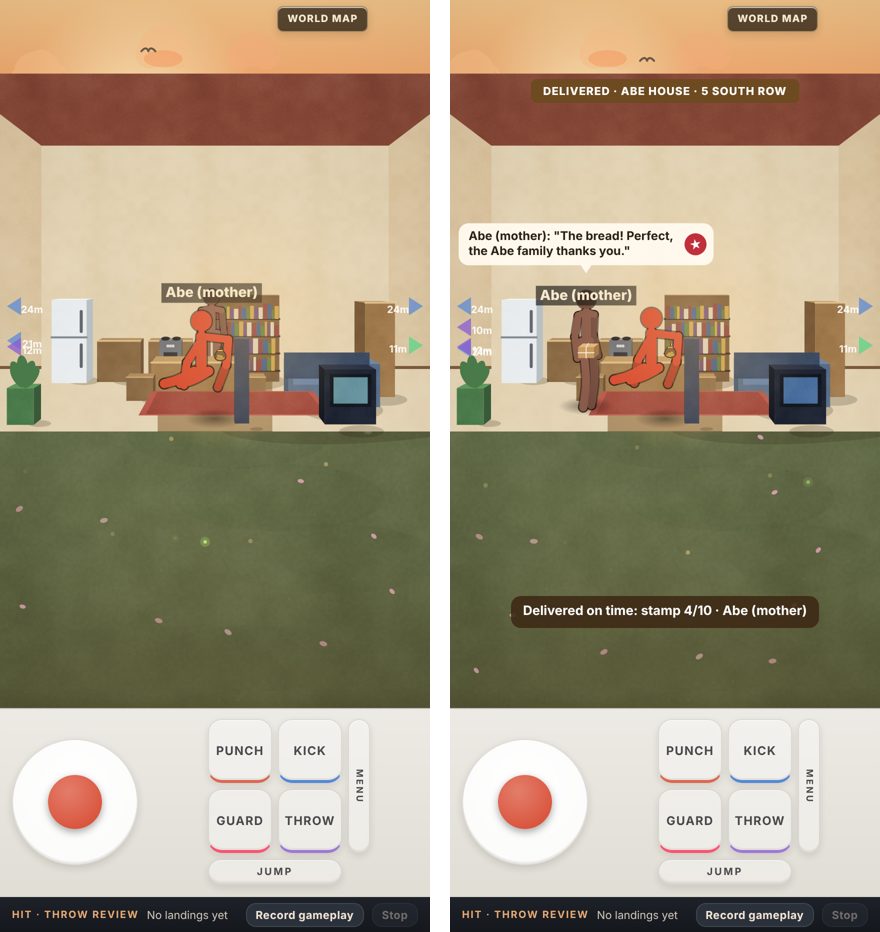 WORLD MAP
Abe (mother)
24m
24m
12m
11m
PUNCH
KICK
MENU
GUARD
THROW
JUMP
HIT · THROW REVIEW
No landings yet
Record gameplay
Stop
WORLD MAP
DELIVERED · ABE HOUSE · 5 SOUTH ROW
Abe (mother): "The bread! Perfect,
the Abe family thanks you."
Abe (mother)
24m
24m
10m
11m
Delivered on time: stamp 4/10 · Abe (mother)
PUNCH
KICK
MENU
GUARD
THROW
JUMP
HIT · THROW REVIEW
No landings yet
Record gameplay
Stop